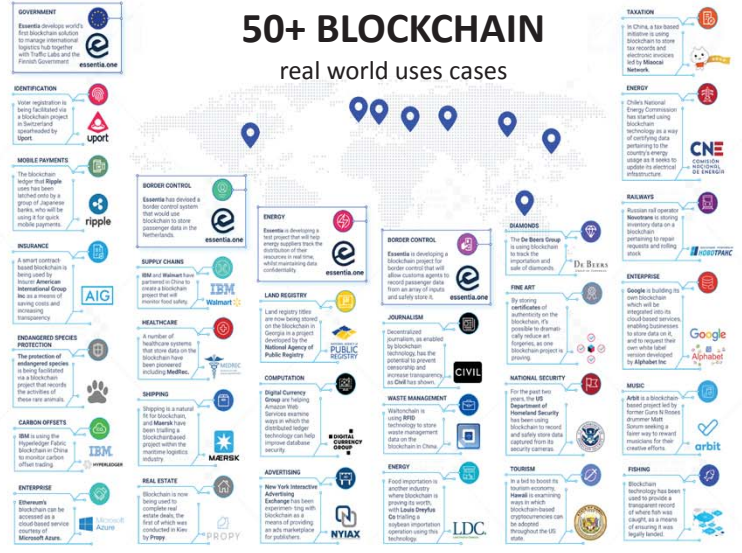 50+ BLOCKCHAIN
real world uses cases
GOVERNMENT
Essentia develops world's
first blockchain solution
to manage international
logistics hub together
with Traffic Labs and the
Finnish Government
essentia.one
IDENTIFICATION
Voter registration is
being facilitated via
a blockchain project
in Switzerland
spearheaded by
Uport.
uport
MOBILE PAYMENTS
The blockchain
ledger that Ripple
uses has been
latched onto by a
group of Japanese
banks, who will be
using it for quick
mobile payments.
ripple
INSURANCE
A smart contract-
based blockchain is
being used by
Insurer American
International Group
Inc as a means of
saving costs and
increasing
transparency
AIG
ENDANGERED SPECIES
PROTECTION
The protection of
endangered species
is being facilitated
via a blockchain
project that records
the activities of
these rare animals.
CARBON OFFSETS
IBM is using the
Hyperledger Fabric
blockchain in China
to monitor carbon
offset trading.
IBM
HYPERLEDGER
ENTERPRISE
Ethereum's
blockchain can be
accessed as a
cloud-based service
courtesy of
Microsoft Azure.
Microsoft
Azure
BORDER CONTROL
Essentia has devised a
border control system
that would use
blockchain to store
passenger data in the
Netherlands.
essentia.one
SUPPLY CHAINS
IBM and Walmart have
partnered in China to
create a blockchain
project that will
monitor food safety.
IBM
Walmart
HEALTHCARE
A number of
healthcare systems
that store data on the
blockchain have
been pioneered
including MedRec.
MEDREC
SHIPPING
Shipping is a natural
fit for blockchain,
and Maersk have
been trialling a
blockchain-based
project within the
maritime logistics
industry.
MÆRSK
REAL ESTATE
Blockchain is now
being used to
complete real
estate deals, the
first of which was
conducted in Kiev
by Propy
PROPY
ENERGY
Essentia is developing a
test project that will help
energy suppliers track the
distribution of their
resources in real time,
whilst maintaining data
confidentiality.
essentia.one
LAND REGISTRY
Land registry titles
are now being stored
on the blockchain in
Georgia in a project
developed by the
National Agency of
Public Registry.
PUBLIC
REGISTRY
COMPUTATION
Digital Currency
Group are helping
Amazon Web
Services examine
ways in which the
distributed ledger
technology can help
improve database
security.
DIGITAL
CURRENCY
GROUP
ADVERTISING
New York Interactive
Advertising
Exchange has been
experimenting with
blockchain as a
means of providing
an ads marketplace
for publishers.
NYIAX
BORDER CONTROL
Essentia is developing a
blockchain project for
border control that will
allow customs agents to
record passenger data
from an array of inputs
and safely store it.
essentia.one
JOURNALISM
Decentralized
journalism, as enabled
by blockchain
technology, has the
potential to prevent
censorship and
increase transparency,
as Civil has shown.
CIVIL
WASTE MANAGEMENT
Waltonchain is
using RFID
technology to store
waste management
data on the
blockchain in China.
ENERGY
Food importation is
another industry
where blockchain is
proving its worth,
with Louis Dreyfus
Co trialling a
soybean importation
operation using this
technology.
LDC.
DIAMONDS
The De Beers Group
is using blockchain
to track the
importation and
sale of diamonds.
DE BEERS
FINE ART
By storing
certificates of
authenticity on the
blockchain, it's
possible to dramati-
cally reduce art
forgeries, as one
blockchain project is
proving.
NATIONAL SECURITY
For the past two
years, the US
Department of
Homeland Security
has been using
blockchain to record
and safely store data
captured from its
security cameras.
TOURISM
In a bid to boost its
tourism economy,
Hawaii is examining
ways in which
blockchain-based
cryptocurrencies can
be adopted
throughout the US
state.
TAXATION
In China, a tax-based
initiative is using
blockchain to store
tax records and
electronic invoices
led by Miaocai
Network.
ENERGY
Chile's National
Energy Commission
has started using
blockchain
technology as a way
of certifying data
pertaining to the
country's energy
usage as it seeks to
update its electrical
infrastructure.
CNE
COMISIÓN
NACIONAL
DE ENERGÍA
RAILWAYS
Russian rail operator
Novotrans is storing
inventory data on a
blockchain
pertaining to repair
requests and rolling
stock.
НОВОТРАНС
ENTERPRISE
Google is building its
own blockchain
which will be
integrated into its
cloud-based services,
enabling businesses
to store data on it,
and to request their
own white label
version developed
by Alphabet Inc
Google
Alphabet
MUSIC
Arbit is a blockchain
based project led by
former Guns N Roses
drummer Matt
Sorum seeking a
fairer way to reward
musicians for their
creative efforts.
arbit
FISHING
Blockchain
technology has been
used to provide a
transparent record
of where fish was
caught, as a means
of ensuring it was
legally landed.